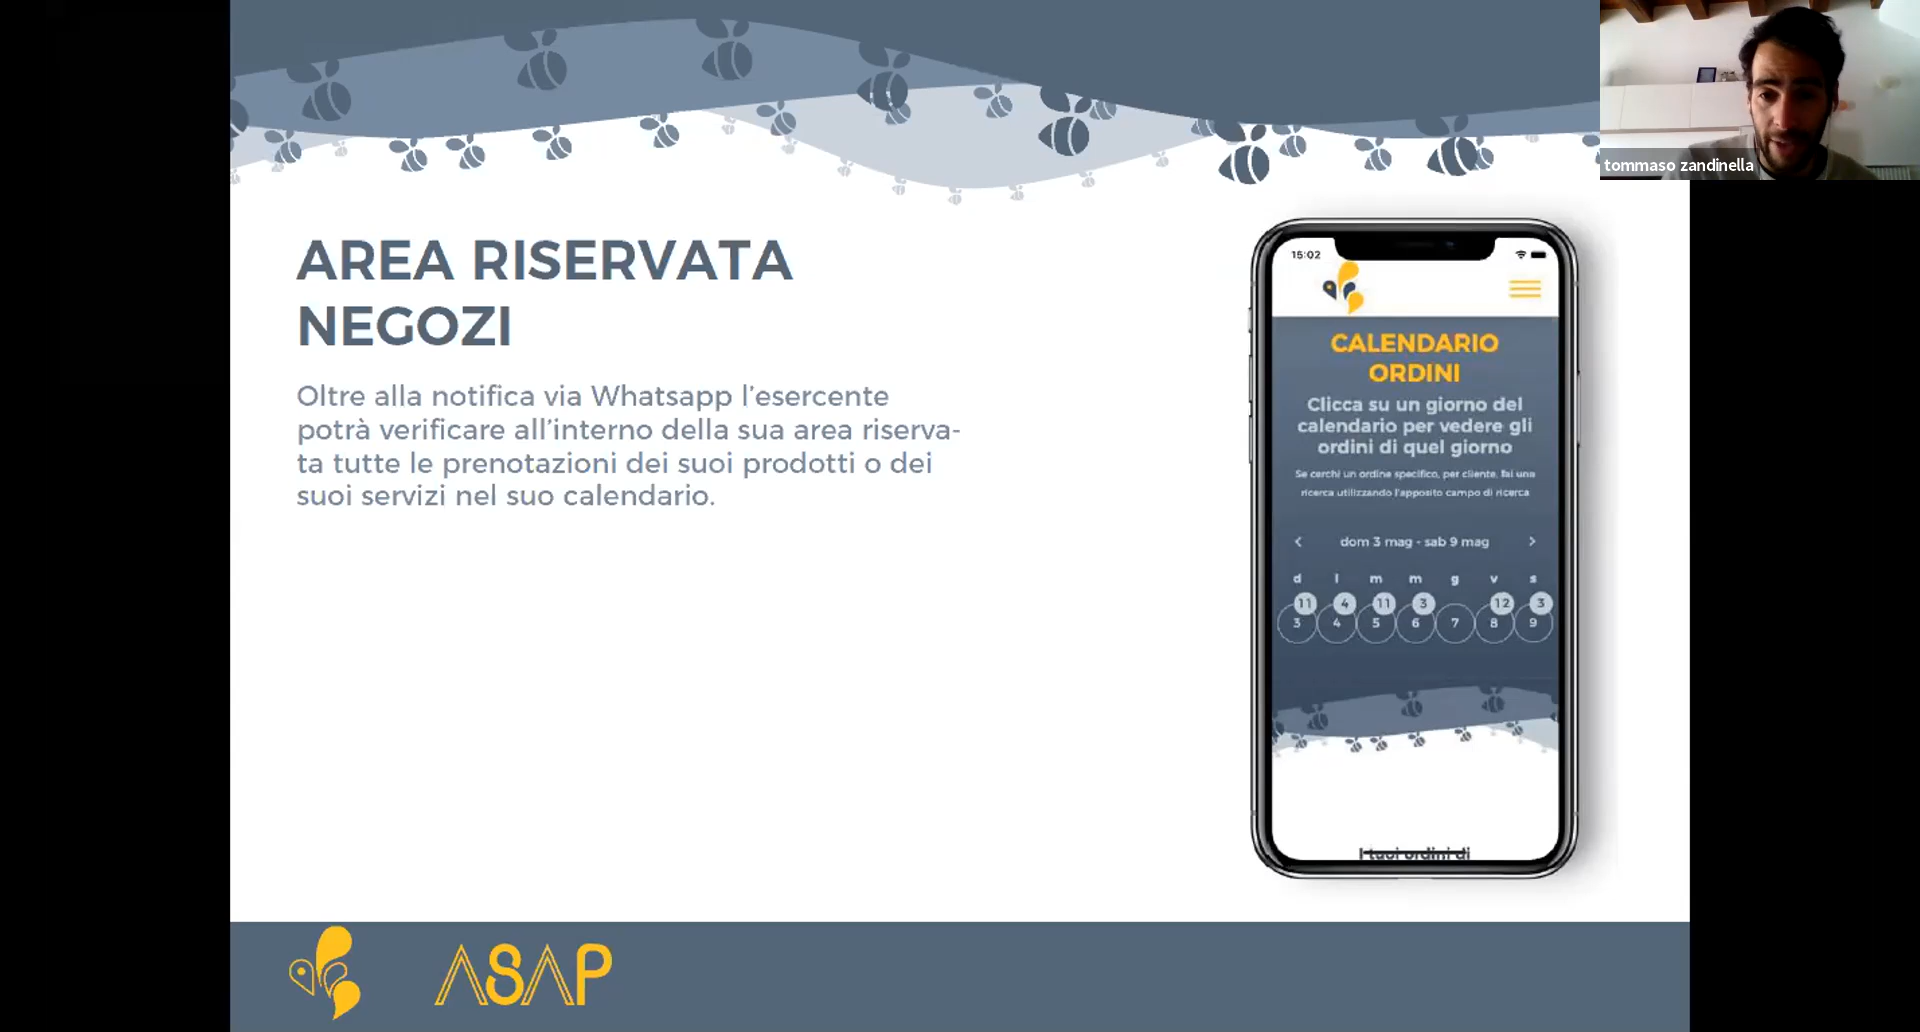 tommaso zandinella
AREA RISERVATA
NEGOZI
Oltre alla notifica via Whatsapp l'esercente
potrà verificare all'interno della sua area riserva-
ta tutte le prenotazioni dei suoi prodotti o dei
suoi servizi nel suo calendario.
15:02
CALENDARIO
ORDINI
Clicca su un giorno del
calendario per vedere gli
ordini di quel giorno
Se cerchi un ordine specifico, per cliente, fai una
ricerca utilizzando l'apposito campo di ricerca
dom 3 mag - sab 9 mag
d l m m g v s
11 4 11 3 12 3
3 4 5 6 7 8 9
I tuoi ordini di
ASAP